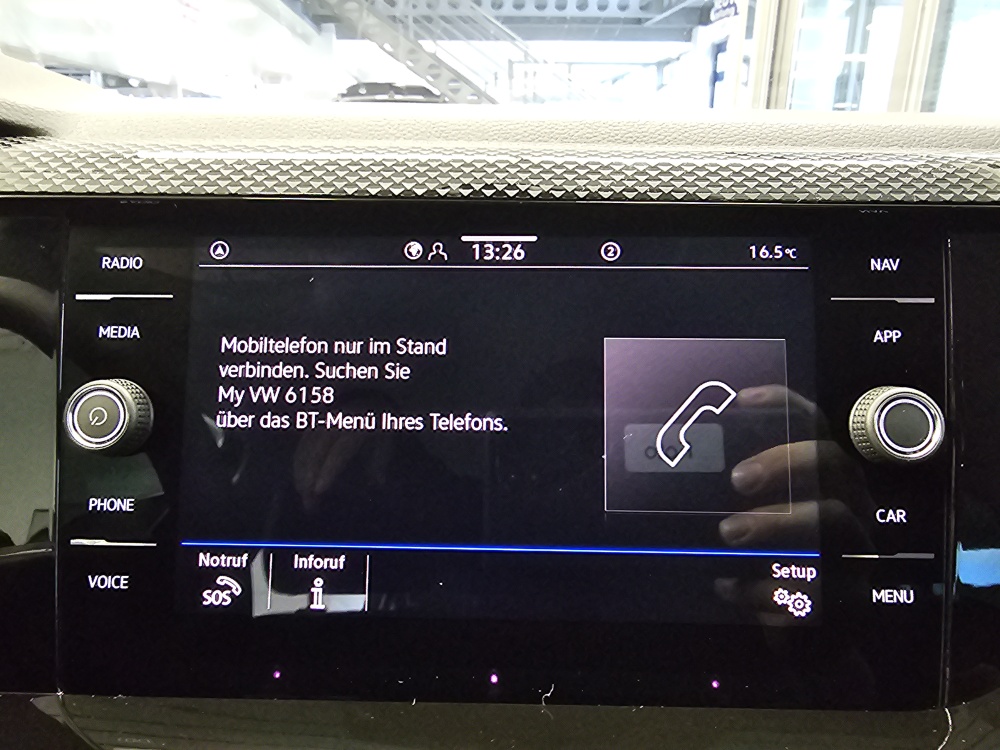 RADIO
MEDIA
PHONE
VOICE
13:26
2
16.5°C
Mobiltelefon nur im Stand
verbinden. Suchen Sie
My VW 6158
über das BT-Menü Ihres Telefons.
Notruf
SOS
Inforuf
i
Setup
NAV
APP
CAR
MENU